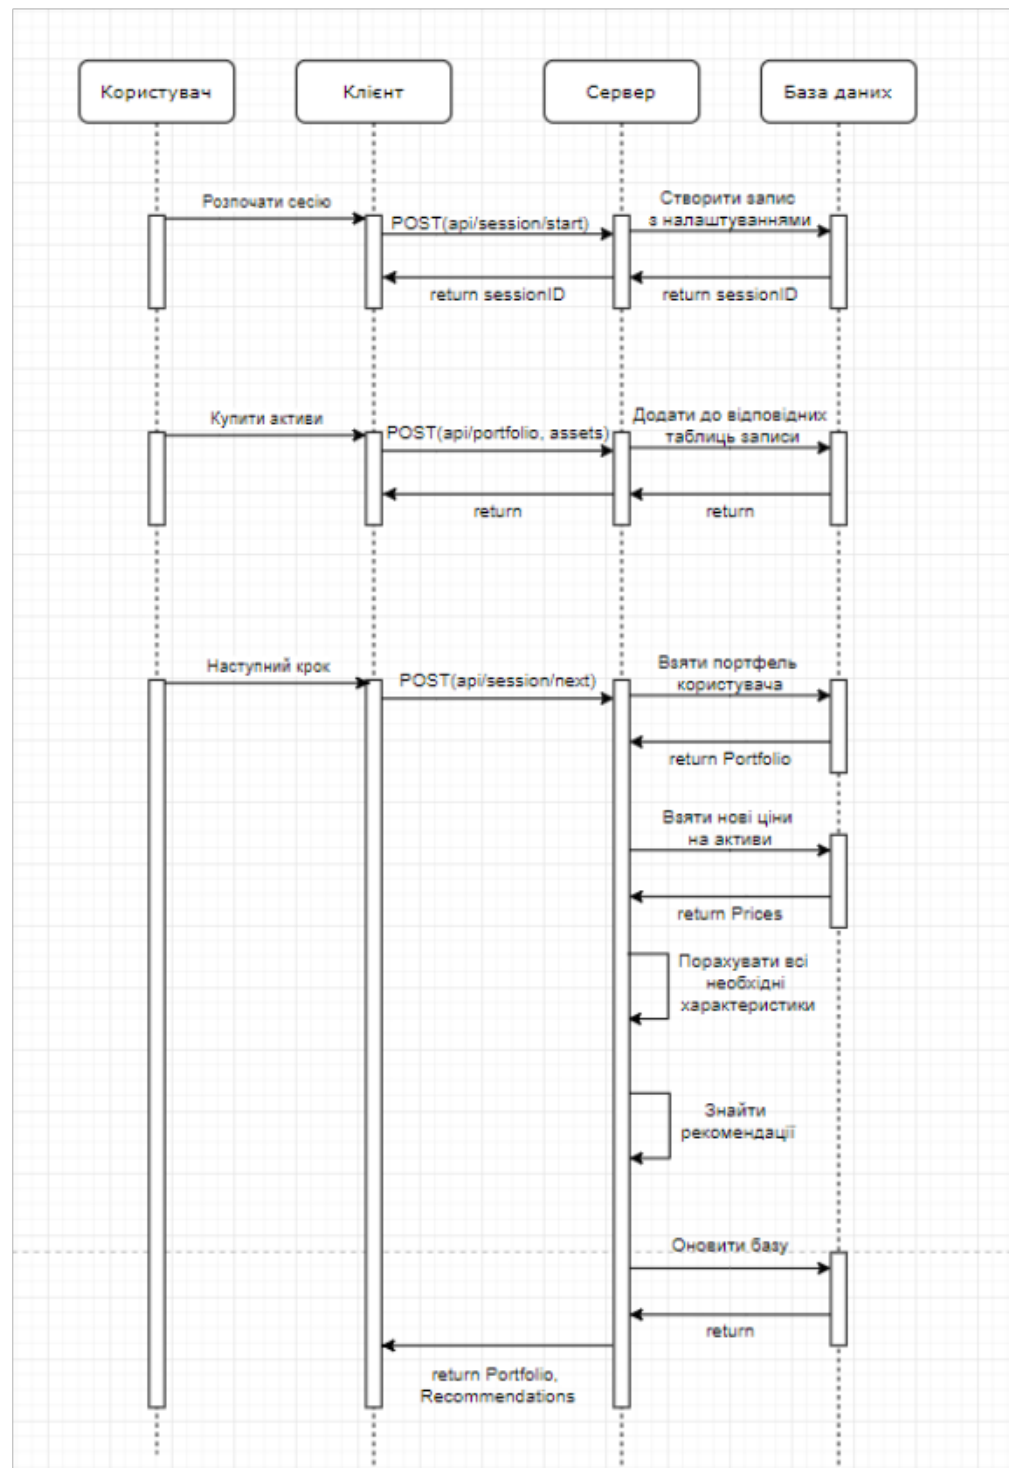 Користувач
Клієнт
Сервер
База даних
Розпочати сесію
POST(api/session/start)
Створити запис
з налаштуваннями
return sessionID
return sessionID
Купити активи
POST(api/portfolio, assets)
Додати до відповідних
таблиць записи
return
return
Наступний крок
POST(api/session/next)
Взяти портфель
користувача
return Portfolio
Взяти нові ціни
на активи
return Prices
Порахувати всі
необхідні
характеристики
Знайти
рекомендації
Оновити базу
return
return Portfolio,
Recommendations